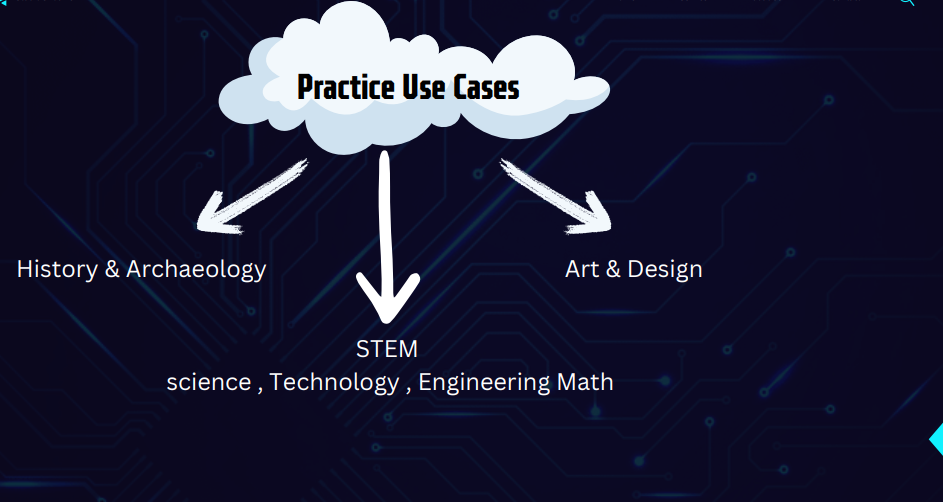 Practice Use Cases
History & Archaeology
Art & Design
STEM
science , Technology , Engineering Math